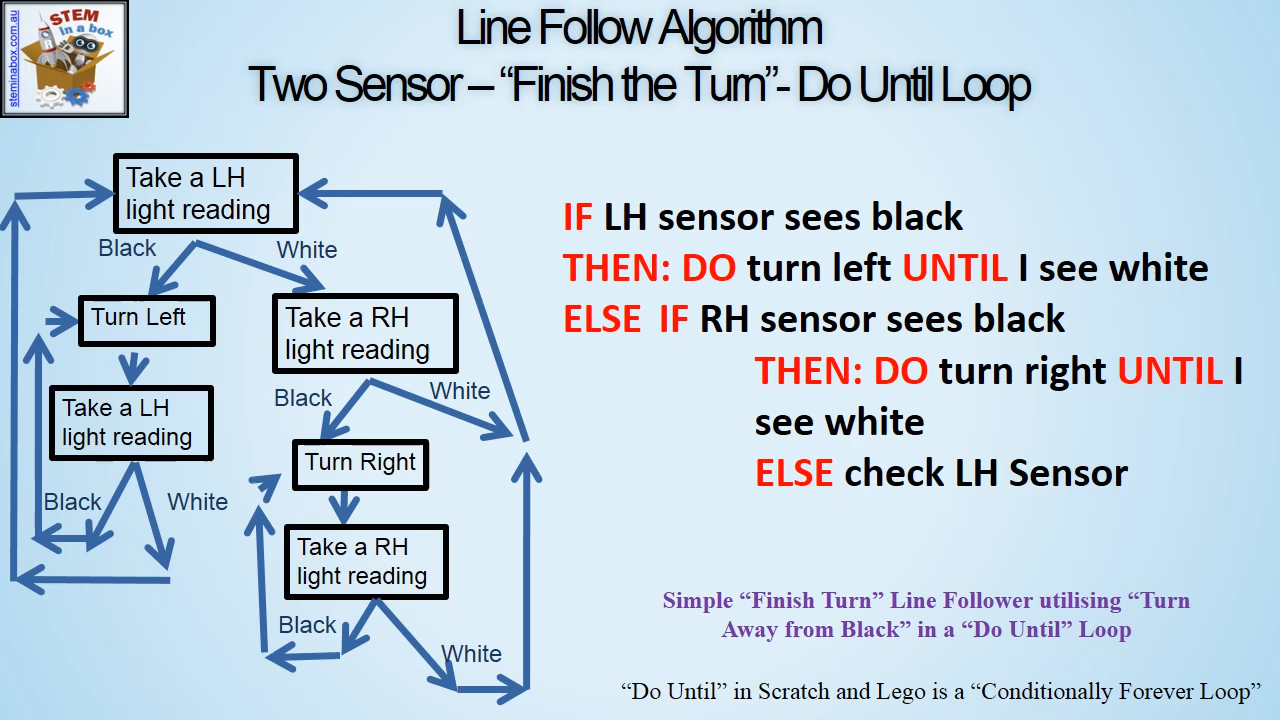 STEM
in a box
steminabox.com.au
Line Follow Algorithm
Two Sensor – “Finish the Turn”- Do Until Loop
Take a LH
light reading
Black
White
Turn Left
Take a RH
light reading
Take a LH
light reading
Black
White
Black
White
Turn Right
Take a RH
light reading
Black
White
IF LH sensor sees black
THEN: DO turn left UNTIL I see white
ELSE IF RH sensor sees black
THEN: DO turn right UNTIL I
see white
ELSE check LH Sensor
Simple “Finish Turn” Line Follower utilising “Turn
Away from Black” in a “Do Until” Loop
“Do Until” in Scratch and Lego is a “Conditionally Forever Loop”